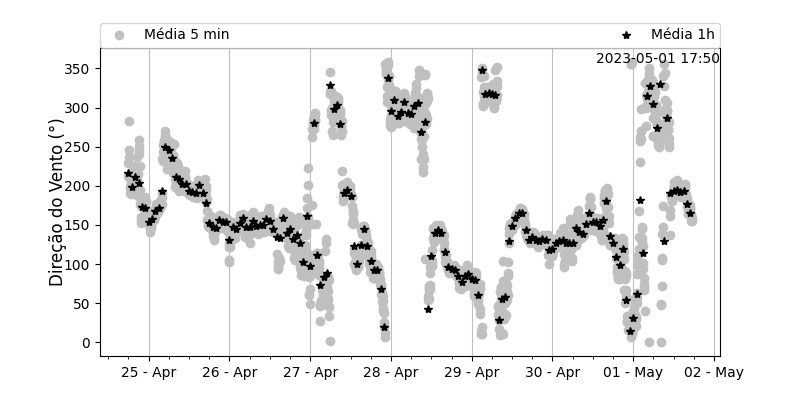 Média 5 min
Média 1h
2023-05-01 17:50
Direção do Vento (°)
350
300
250
200
150
100
50
0
25 - Apr
26 - Apr
27 - Apr
28 - Apr
29 - Apr
30 - Apr
01 - May
02 - May